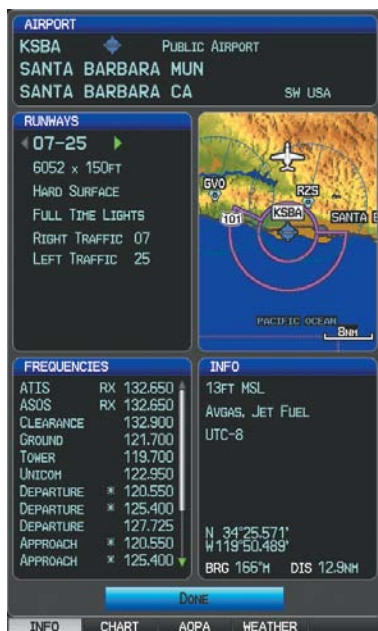 AIRPORT
KSBA PUBLIC AIRPORT
SANTA BARBARA MUN
SANTA BARBARA CA SW USA
RUNWAYS
07-25
6052 x 150FT
HARD SURFACE
FULL TIME LIGHTS
RIGHT TRAFFIC 07
LEFT TRAFFIC 25
GVO
RZS
101
KSBA
SANTA B
PACIFIC OCEAN
8NM
FREQUENCIES
ATIS RX 132.650
ASOS RX 132.650
CLEARANCE 132.900
GROUND 121.700
TOWER 119.700
UNICOM 122.950
DEPARTURE * 120.550
DEPARTURE * 125.400
DEPARTURE 127.725
APPROACH * 120.550
APPROACH * 125.400
INFO
13FT MSL
AVGAS, JET FUEL
UTC-8
N 34°25.571'
W119°50.489'
BRG 166°M DIS 12.9NM
DONE
INFO CHART AOPA WEATHER